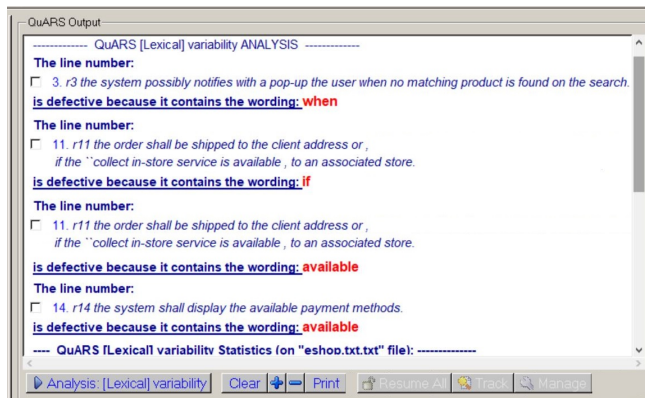 QuARS Output
------------- QuARS [Lexical] variability ANALYSIS -------------
The line number:
3. r3 the system possibly notifies with a pop-up the user when no matching product is found on the search.
is defective because it contains the wording: when
The line number:
11. r11 the order shall be shipped to the client address or ,
if the ``collect in-store service is available , to an associated store.
is defective because it contains the wording: if
The line number:
11. r11 the order shall be shipped to the client address or ,
if the ``collect in-store service is available , to an associated store.
is defective because it contains the wording: available
The line number:
14. r14 the system shall display the available payment methods.
is defective because it contains the wording: available
---- QuARS [Lexical] variability Statistics (on "eshop.txt.txt" file): --------------
Analysis: [Lexical] variability Clear Print Resume All Track Manage